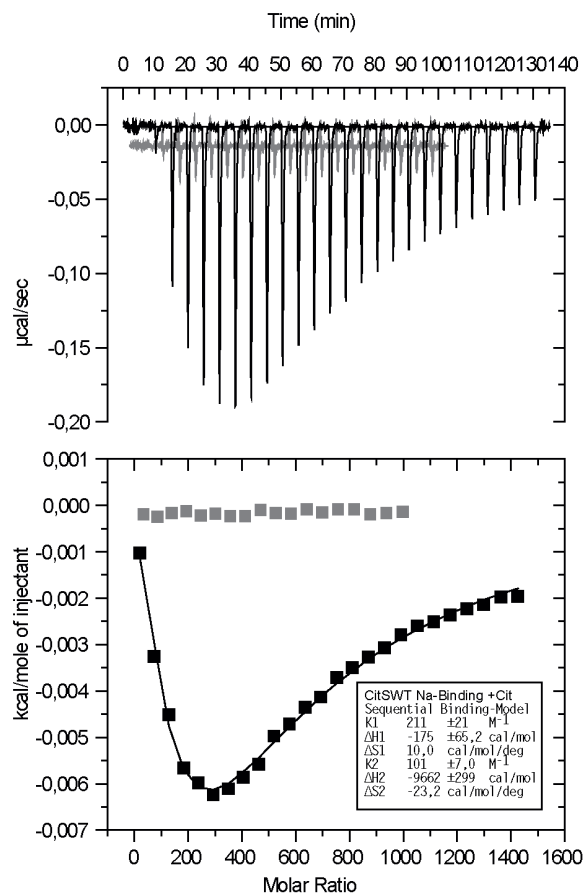 Time (min)
0 10 20 30 40 50 60 70 80 90 100 110 120 130 140
0,00
-0,05
-0,10
-0,15
-0,20
µcal/sec
0,001
0,000
-0,001
-0,002
-0,003
-0,004
-0,005
-0,006
-0,007
kcal/mole of injectant
CitSWT Na-Binding +Cit
Sequential Binding-Model
K1 211 ±21 M⁻¹
ΔH1 -175 ±65,2 cal/mol
ΔS1 10,0 cal/mol/deg
K2 101 ±7,0 M⁻¹
ΔH2 -9662 ±299 cal/mol
ΔS2 -23,2 cal/mol/deg
0 200 400 600 800 1000 1200 1400 1600
Molar Ratio